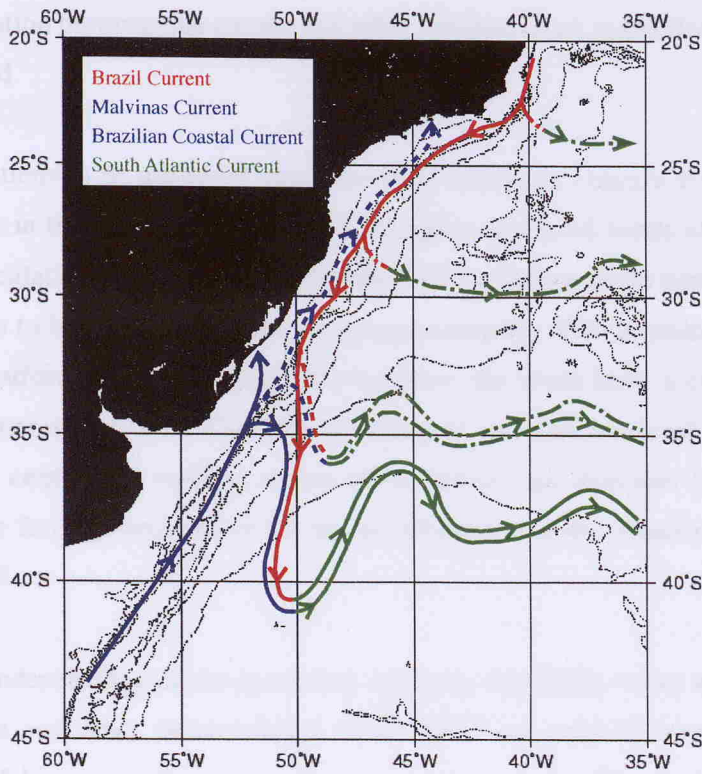 60°W 55°W 50°W 45°W 40°W 35°W
20°S 20°S
Brazil Current
Malvinas Current
Brazilian Coastal Current
South Atlantic Current
25°S 25°S
30°S 30°S
35°S 35°S
40°S 40°S
45°S 45°S
60°W 55°W 50°W 45°W 40°W 35°W